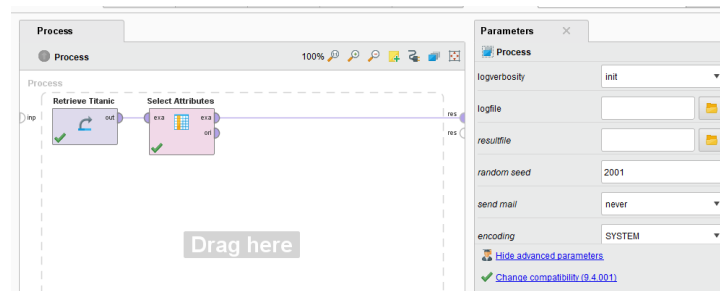 Process
Process
100%
Process
Retrieve Titanic
Select Attributes
inp
out
exa
exa
ori
res
res
Drag here
Parameters
Process
logverbosity
init
logfile
resultfile
random seed
2001
send mail
never
encoding
SYSTEM
Hide advanced parameters
Change compatibility (9.4.001)